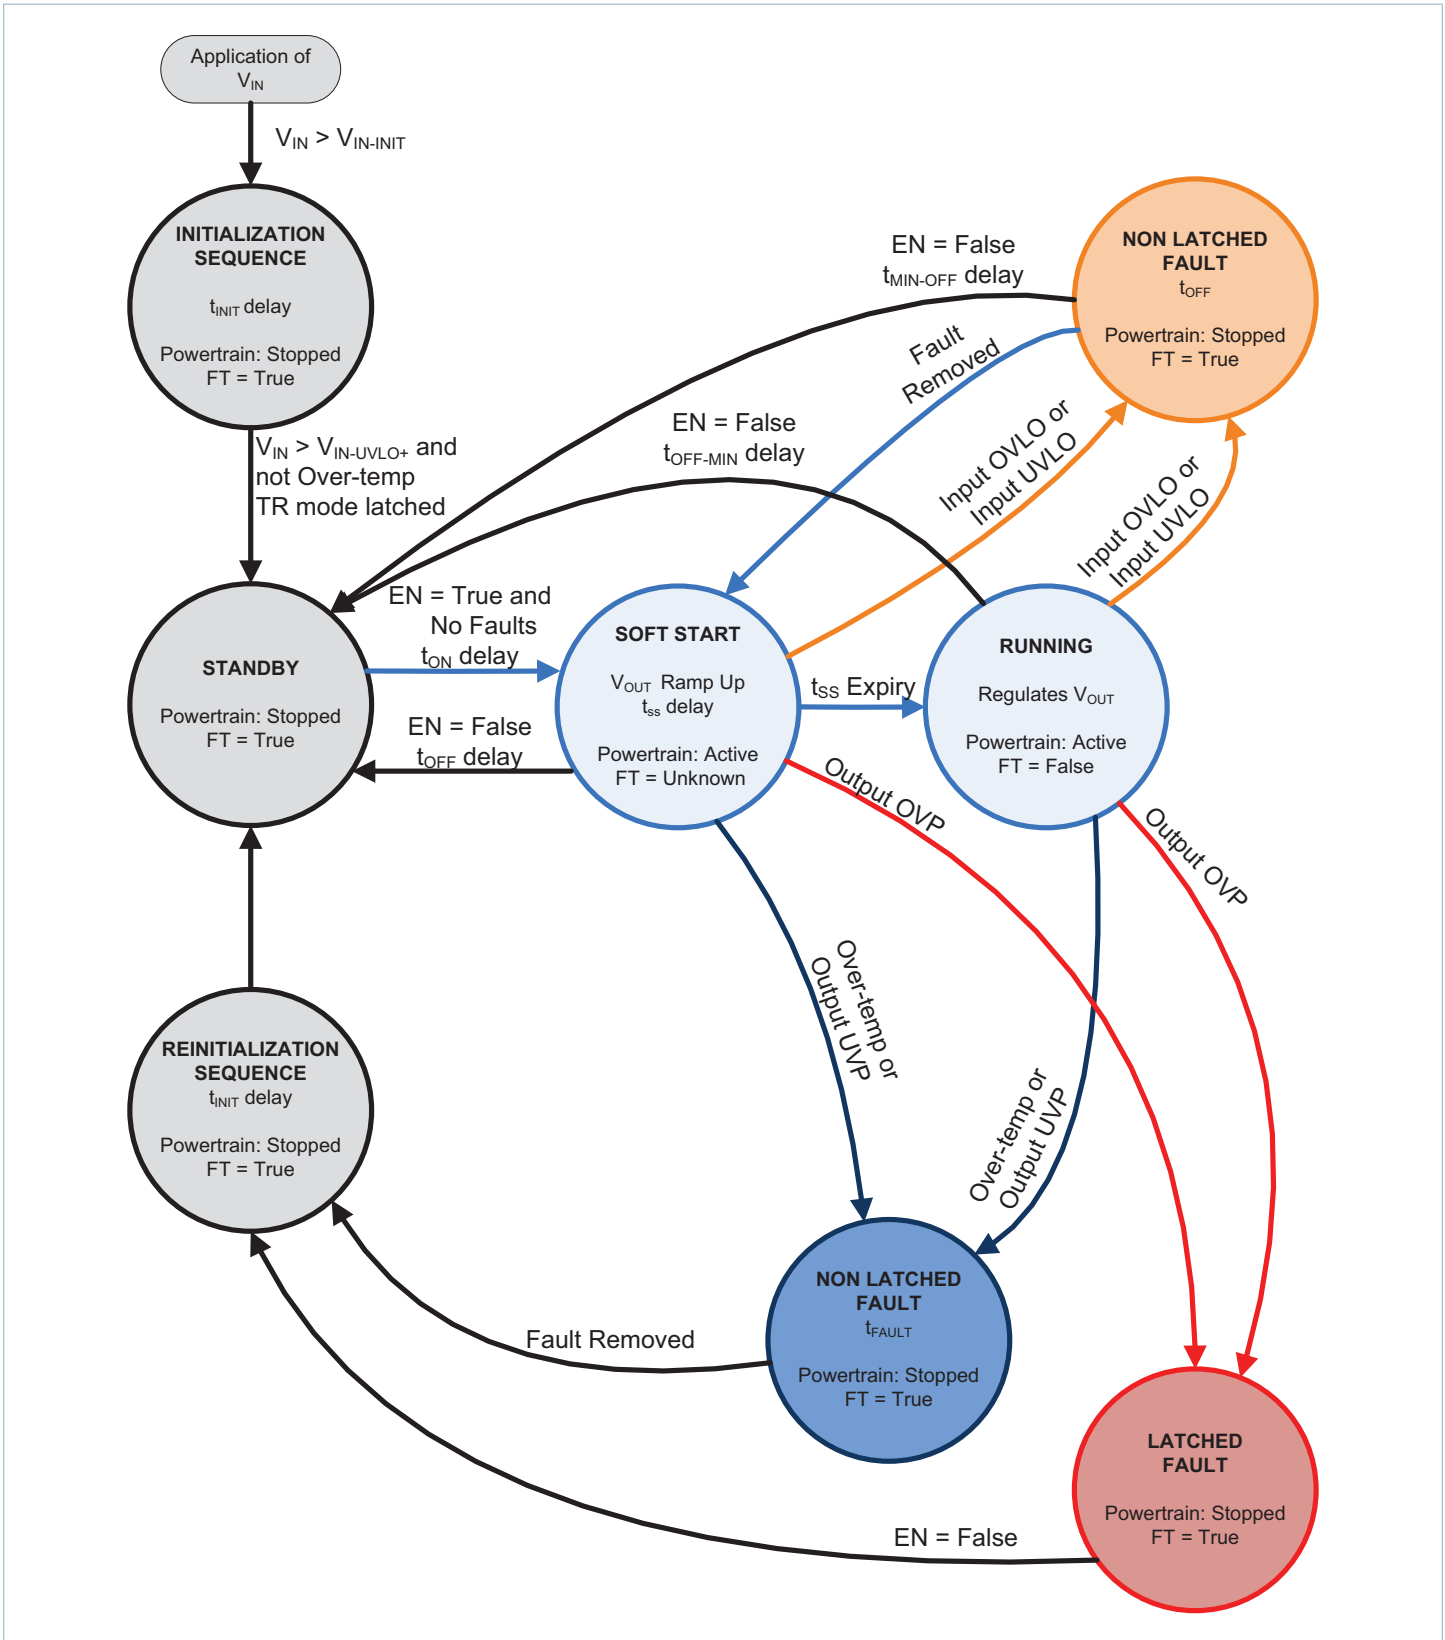 Application of
VIN
VIN > VIN-INIT
INITIALIZATION
SEQUENCE
tINIT delay
Powertrain: Stopped
FT = True
VIN > VIN-UVLO+ and
not Over-temp
TR mode latched
EN = False
tMIN-OFF delay
NON LATCHED
FAULT
tOFF
Powertrain: Stopped
FT = True
Fault
Removed
EN = False
tOFF-MIN delay
Input OVLO or
Input UVLO
Input OVLO or
Input UVLO
STANDBY
Powertrain: Stopped
FT = True
EN = True and
No Faults
tON delay
EN = False
tOFF delay
SOFT START
VOUT Ramp Up
tss delay
Powertrain: Active
FT = Unknown
tSS Expiry
RUNNING
Regulates VOUT
Powertrain: Active
FT = False
Output OVP
Output OVP
Over-temp or
Output UVP
Over-temp or
Output UVP
REINITIALIZATION
SEQUENCE
tINIT delay
Powertrain: Stopped
FT = True
Fault Removed
NON LATCHED
FAULT
tFAULT
Powertrain: Stopped
FT = True
EN = False
LATCHED
FAULT
Powertrain: Stopped
FT = True